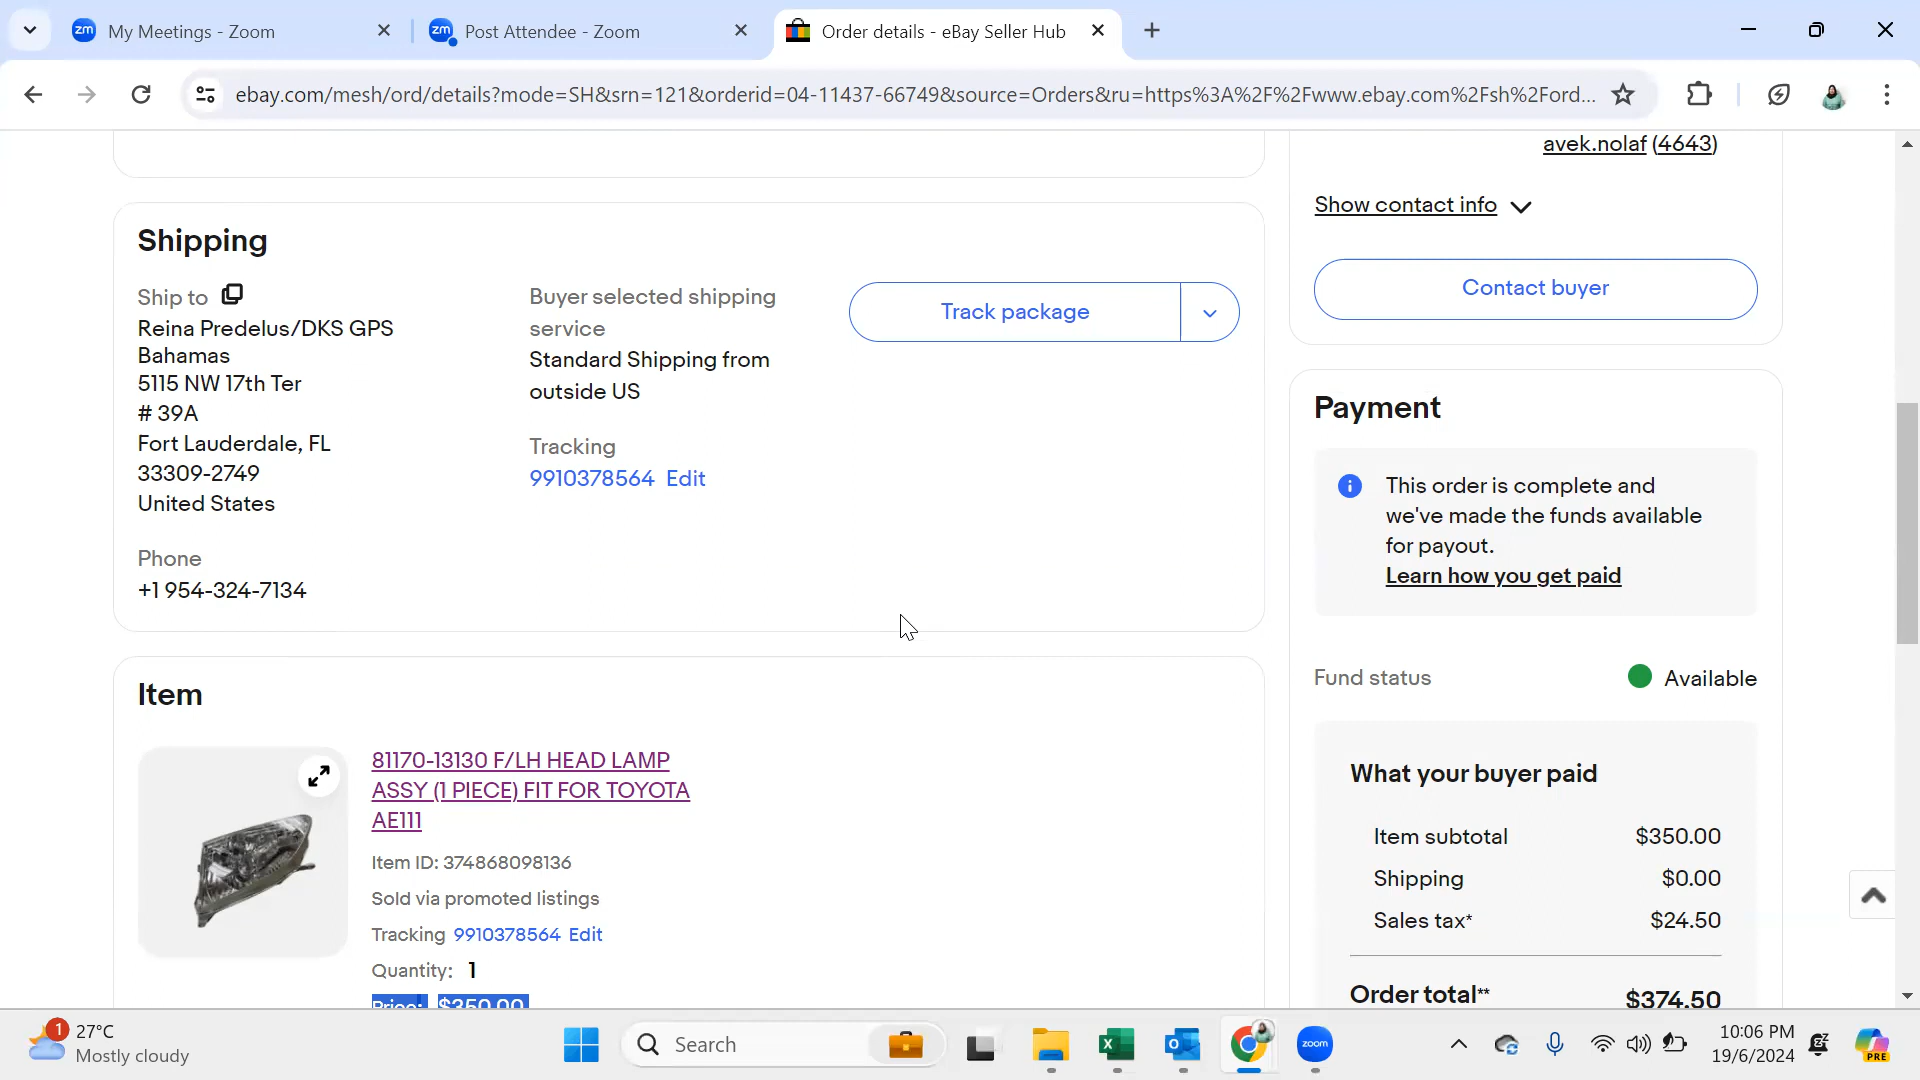 My Meetings - Zoom
Post Attendee - Zoom
Order details - eBay Seller Hub
ebay.com/mesh/ord/details?mode=SH&srn=121&orderid=04-11437-66749&source=Orders&ru=https%3A%2F%2Fwww.ebay.com%2Fsh%2Ford...
avek.nolaf (4643)
Show contact info
Contact buyer
Shipping
Ship to
Reina Predelus/DKS GPS
Bahamas
5115 NW 17th Ter
# 39A
Fort Lauderdale, FL
33309-2749
United States
Phone
+1 954-324-7134
Buyer selected shipping
service
Standard Shipping from
outside US
Tracking
9910378564 Edit
Track package
Payment
This order is complete and
we've made the funds available
for payout.
Learn how you get paid
Fund status
Available
What your buyer paid
Item subtotal $350.00
Shipping $0.00
Sales tax* $24.50
Order total** $374.50
Item
81170-13130 F/LH HEAD LAMP
ASSY (1 PIECE) FIT FOR TOYOTA
AE111
Item ID: 374868098136
Sold via promoted listings
Tracking 9910378564 Edit
Quantity: 1
Price: $350.00
1
27°C
Mostly cloudy
Search
zoom
10:06 PM
19/6/2024
PRE